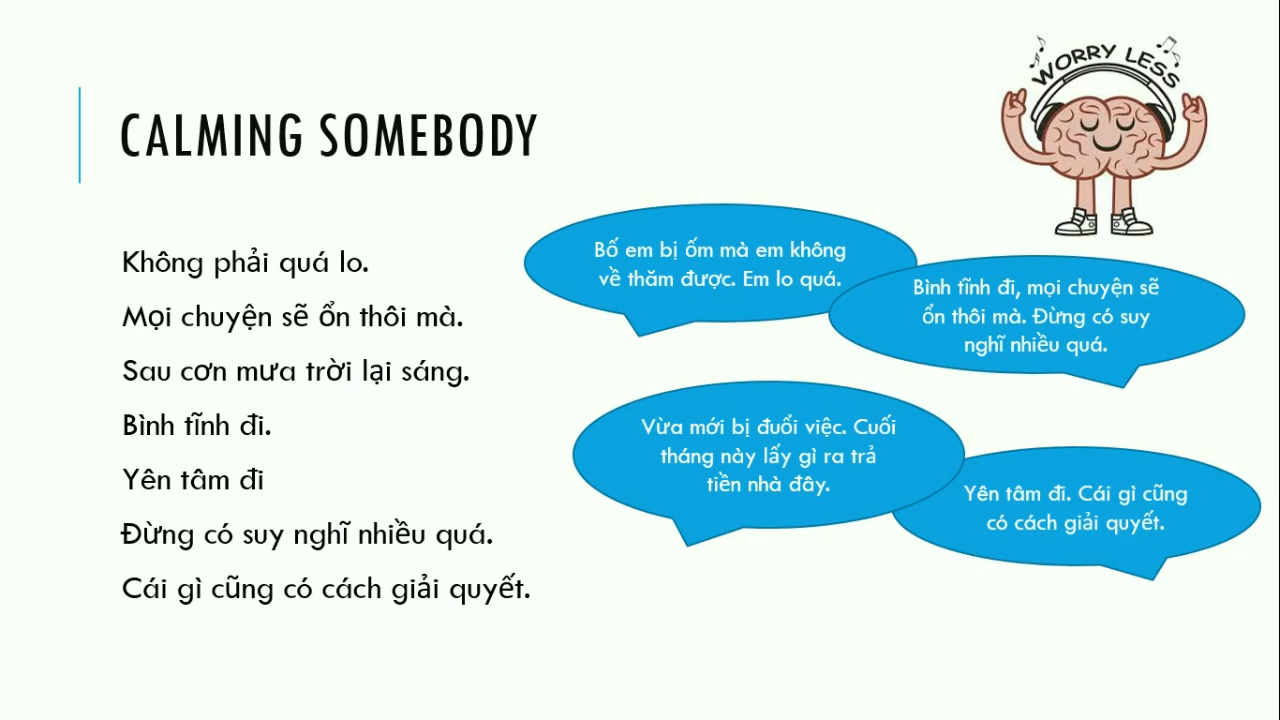 WORRY LESS
CALMING SOMEBODY
Không phải quá lo.
Mọi chuyện sẽ ổn thôi mà.
Sau cơn mưa trời lại sáng.
Bình tĩnh đi.
Yên tâm đi
Đừng có suy nghĩ nhiều quá.
Cái gì cũng có cách giải quyết.
Bố em bị ốm mà em không
về thăm được. Em lo quá.
Bình tĩnh đi, mọi chuyện sẽ
ổn thôi mà. Đừng có suy
nghĩ nhiều quá.
Vừa mới bị đuổi việc. Cuối
tháng này lấy gì ra trả
tiền nhà đây.
Yên tâm đi. Cái gì cũng
có cách giải quyết.